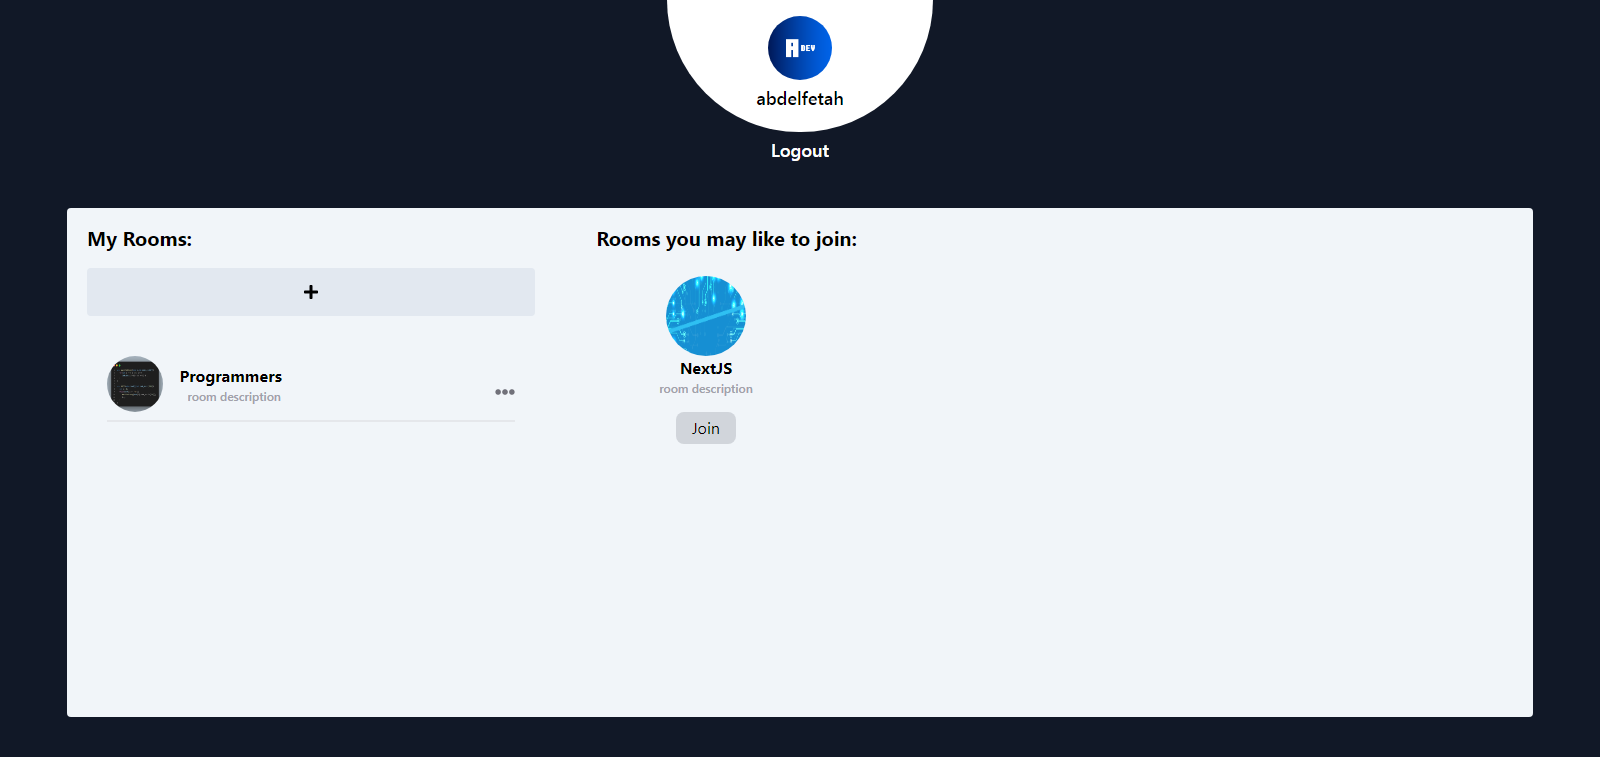 A DEV
abdelfetah
Logout
My Rooms:
+
Programmers
room description
Rooms you may like to join:
NextJS
room description
Join